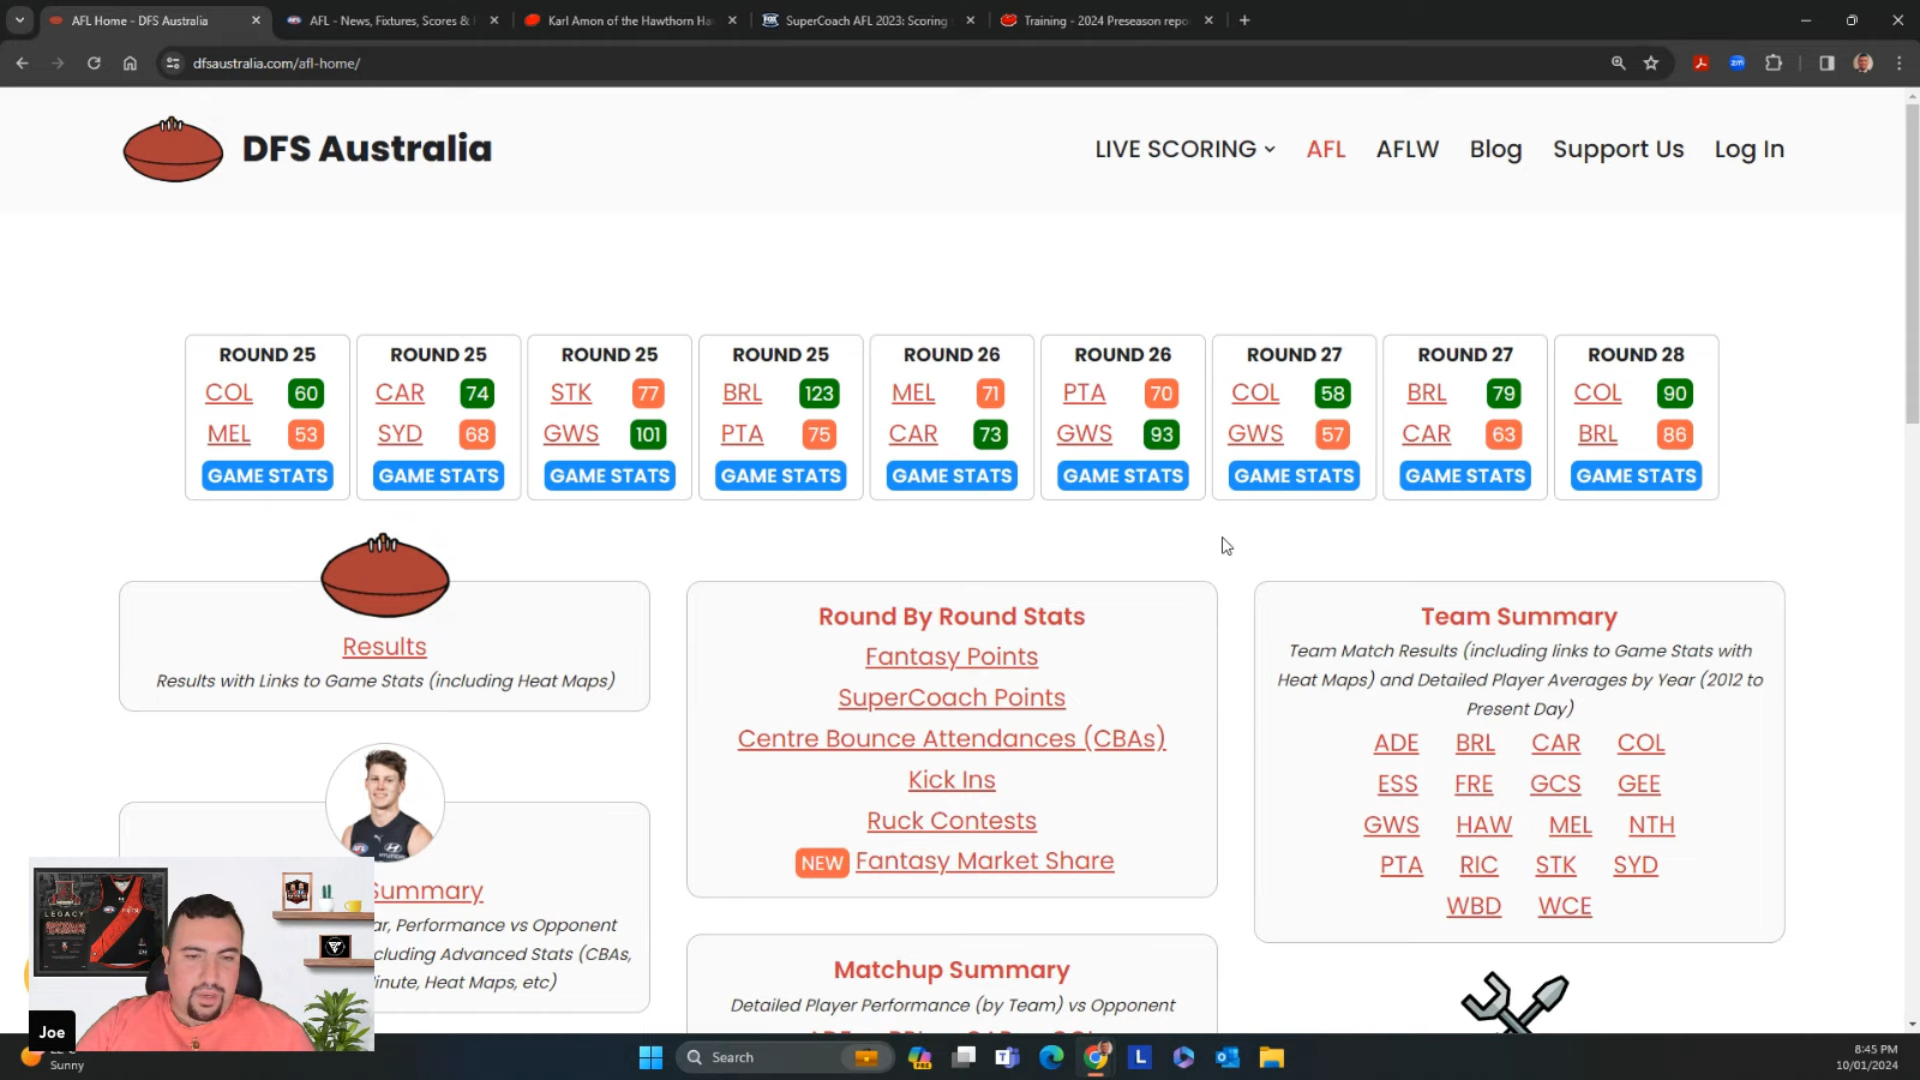 AFL Home - DFS Australia
AFL - News, Fixtures, Scores &
Karl Amon of the Hawthorn Ha
SuperCoach AFL 2023: Scoring
Training - 2024 Preseason repo
dfsaustralia.com/afl-home/
zm
DFS Australia
LIVE SCORING
AFL
AFLW
Blog
Support Us
Log In
ROUND 25
COL 60
MEL 53
GAME STATS
ROUND 25
CAR 74
SYD 68
GAME STATS
ROUND 25
STK 77
GWS 101
GAME STATS
ROUND 25
BRL 123
PTA 75
GAME STATS
ROUND 26
MEL 71
CAR 73
GAME STATS
ROUND 26
PTA 70
GWS 93
GAME STATS
ROUND 27
COL 58
GWS 57
GAME STATS
ROUND 27
BRL 79
CAR 63
GAME STATS
ROUND 28
COL 90
BRL 86
GAME STATS
Results
Results with Links to Game Stats (including Heat Maps)
Summary
ar, Performance vs Opponent
cluding Advanced Stats (CBAs,
inute, Heat Maps, etc)
Round By Round Stats
Fantasy Points
SuperCoach Points
Centre Bounce Attendances (CBAs)
Kick Ins
Ruck Contests
NEW Fantasy Market Share
Matchup Summary
Detailed Player Performance (by Team) vs Opponent
Team Summary
Team Match Results (including links to Game Stats with
Heat Maps) and Detailed Player Averages by Year (2012 to
Present Day)
ADE BRL CAR COL
ESS FRE GCS GEE
GWS HAW MEL NTH
PTA RIC STK SYD
WBD WCE
LEGACY
Joe
Sunny
Search
8:45 PM
10/01/2024